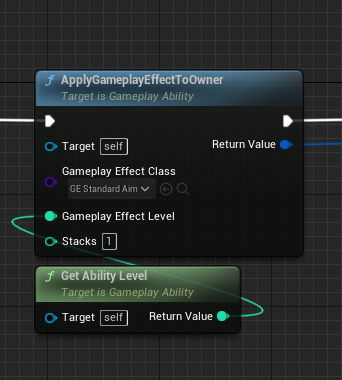 f ApplyGameplayEffectToOwner
Target is Gameplay Ability
Target self
Return Value
Gameplay Effect Class
GE Standard Aim
Gameplay Effect Level
Stacks 1
f Get Ability Level
Target is Gameplay Ability
Target self Return Value